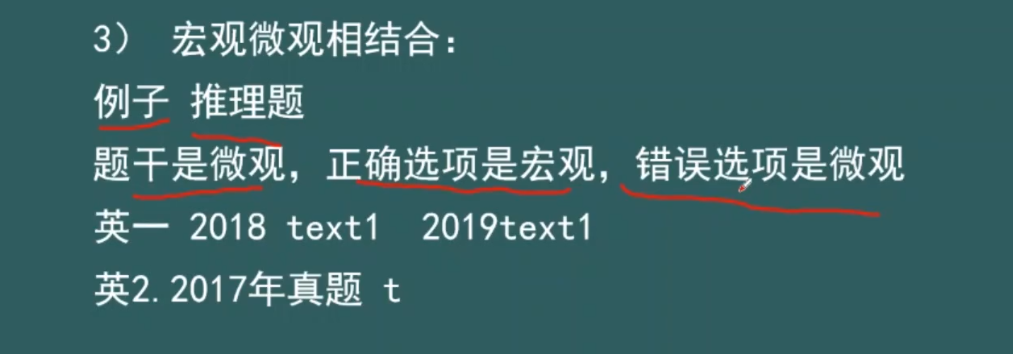 3） 宏观微观相结合：
例子 推理题
题干是微观，正确选项是宏观，错误选项是微观
英一 2018 text1  2019text1
英2.2017年真题 t